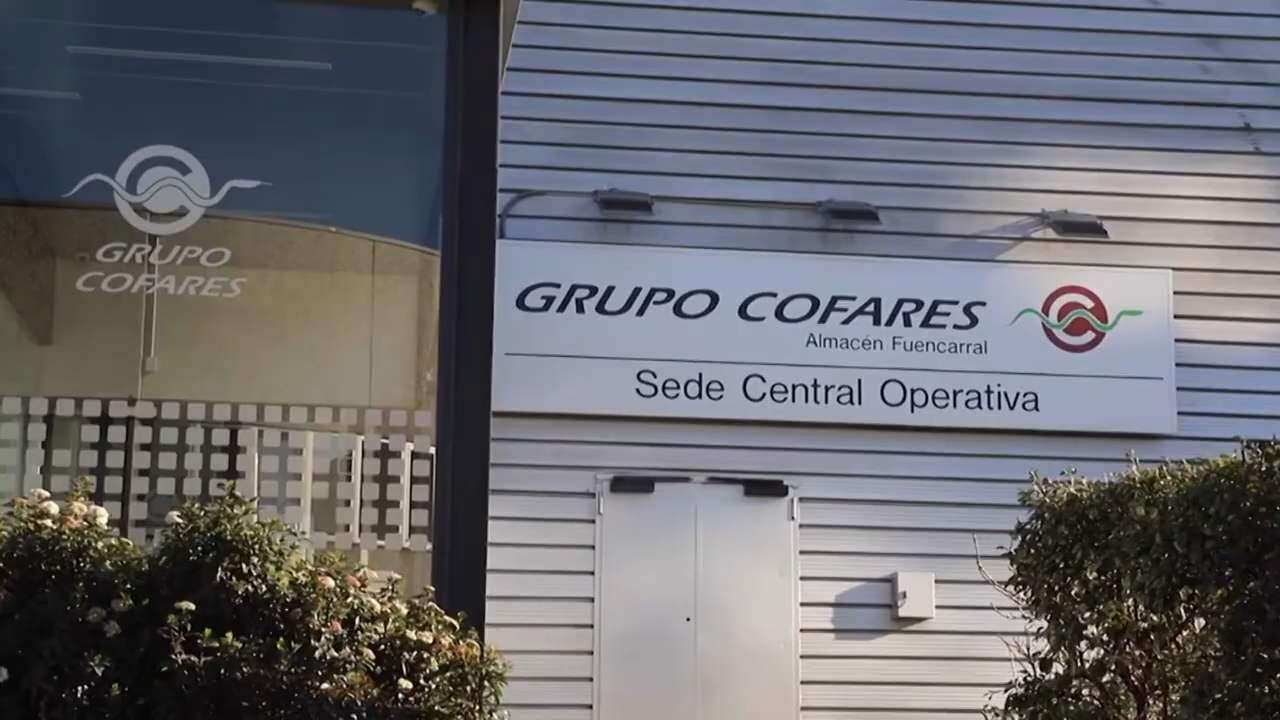 GRUPO
COFARES
GRUPO COFARES
Almacén Fuencarral
Sede Central Operativa